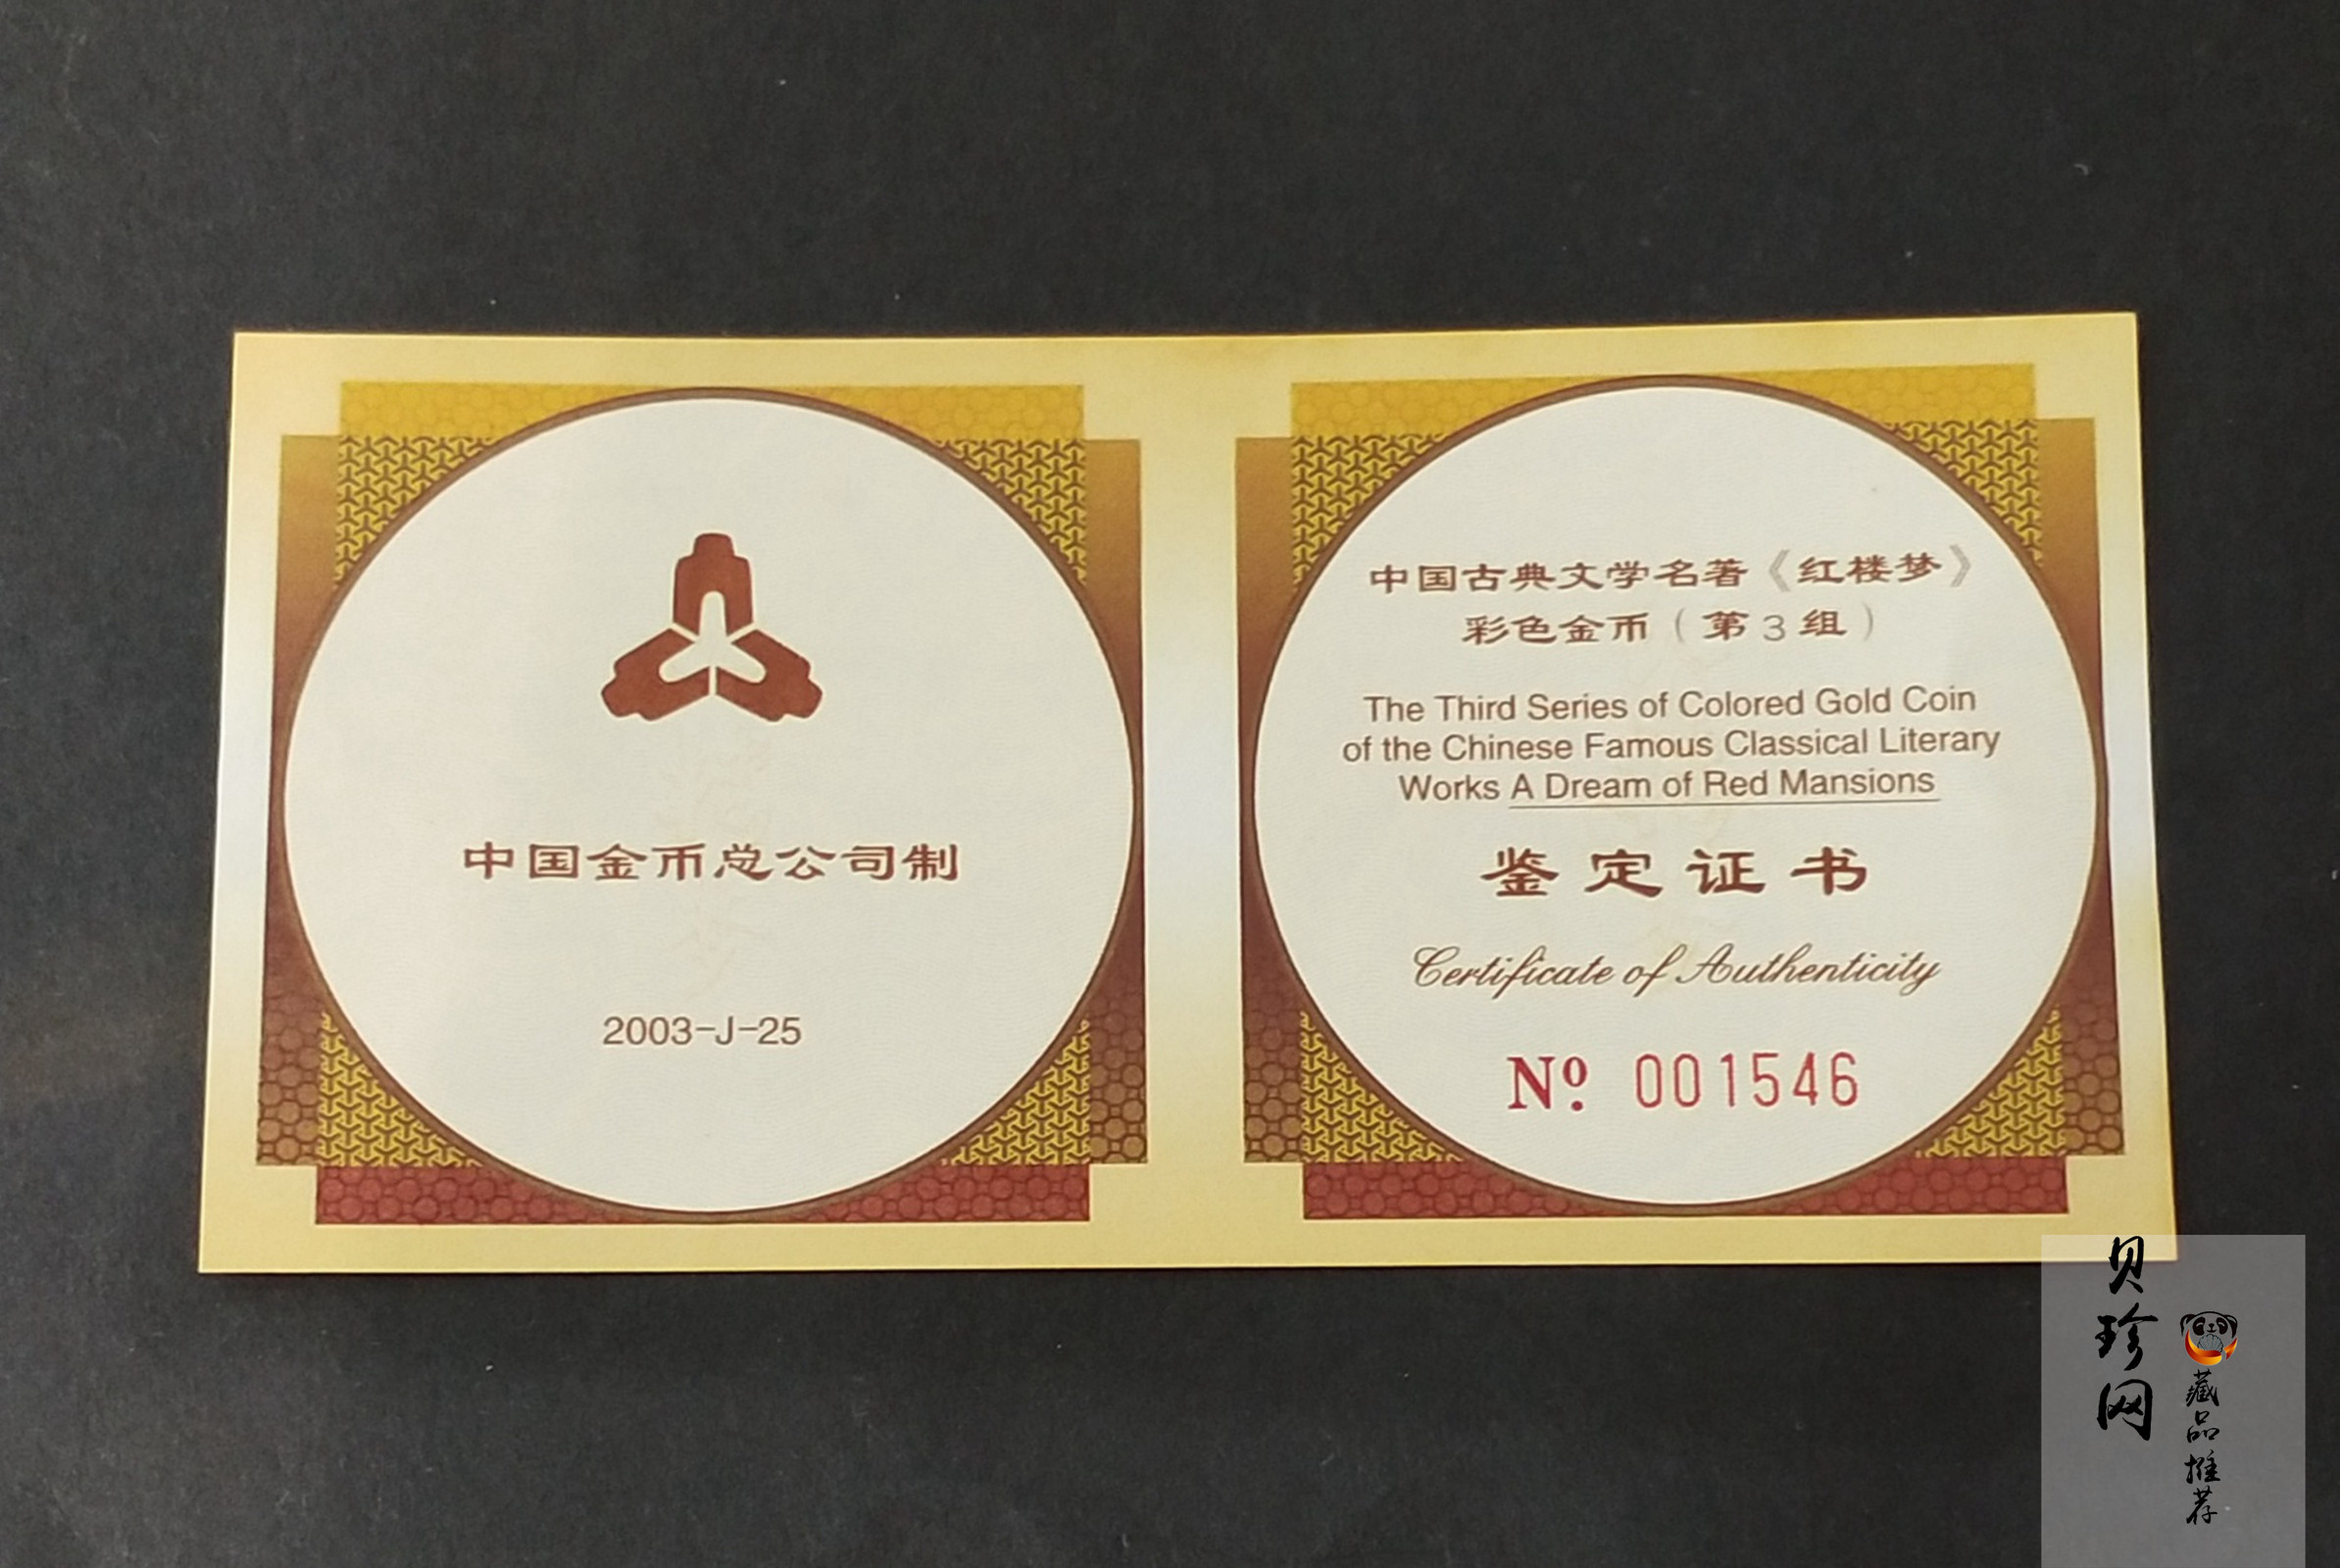 中国金币总公司制
2003-J-25
中国古典文学名著《红楼梦》
彩色金币（第3组）
The Third Series of Colored Gold Coin
of the Chinese Famous Classical Literary
Works A Dream of Red Mansions
鉴定证书
Certificate of Authenticity
Nº 001546
贝珍网
藏品推荐